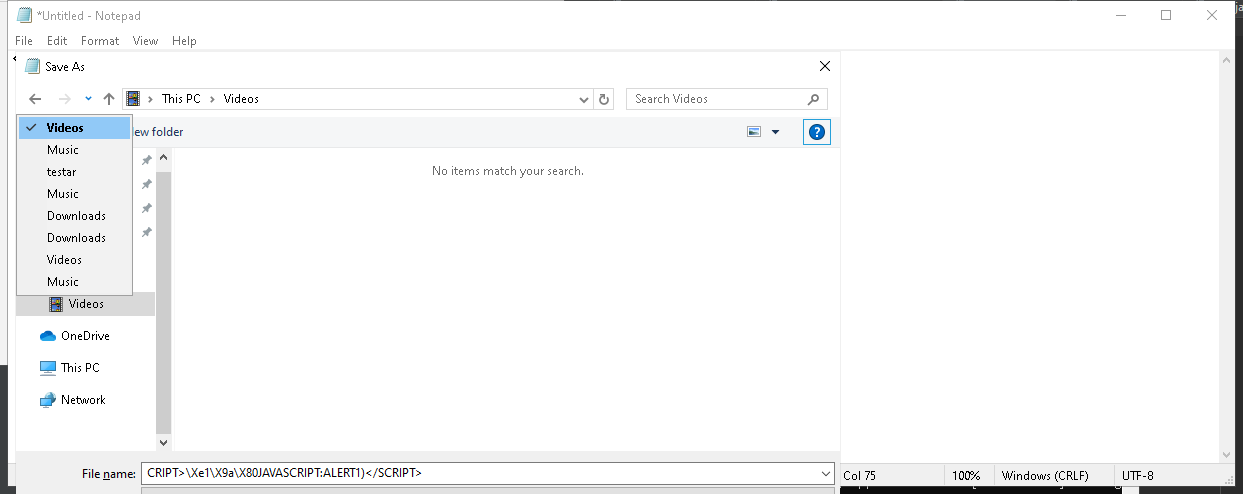 *Untitled - Notepad
File Edit Format View Help
Save As
This PC Videos
Search Videos
Videos
ew folder
Music
testar
Music
Downloads
Downloads
Videos
Music
No items match your search.
Videos
OneDrive
This PC
Network
File name: CRIPT>\Xe1\X9a\X80JAVASCRIPT:ALERT1)</SCRIPT>
Col 75 100% Windows (CRLF) UTF-8